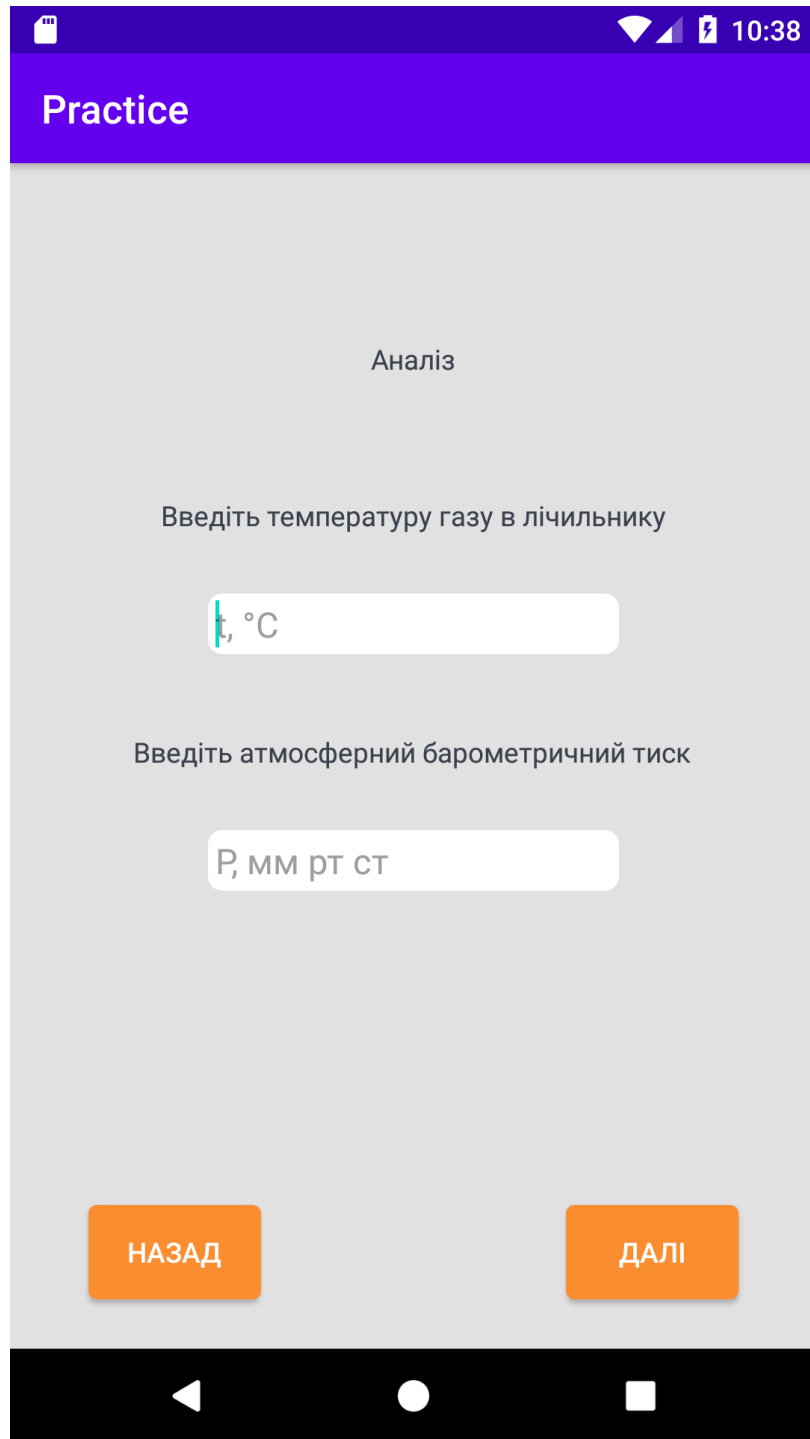 10:38
Practice
Аналіз
Введіть температуру газу в лічильнику
t, °C
Введіть атмосферний барометричний тиск
Р, мм рт ст
НАЗАД
ДАЛІ